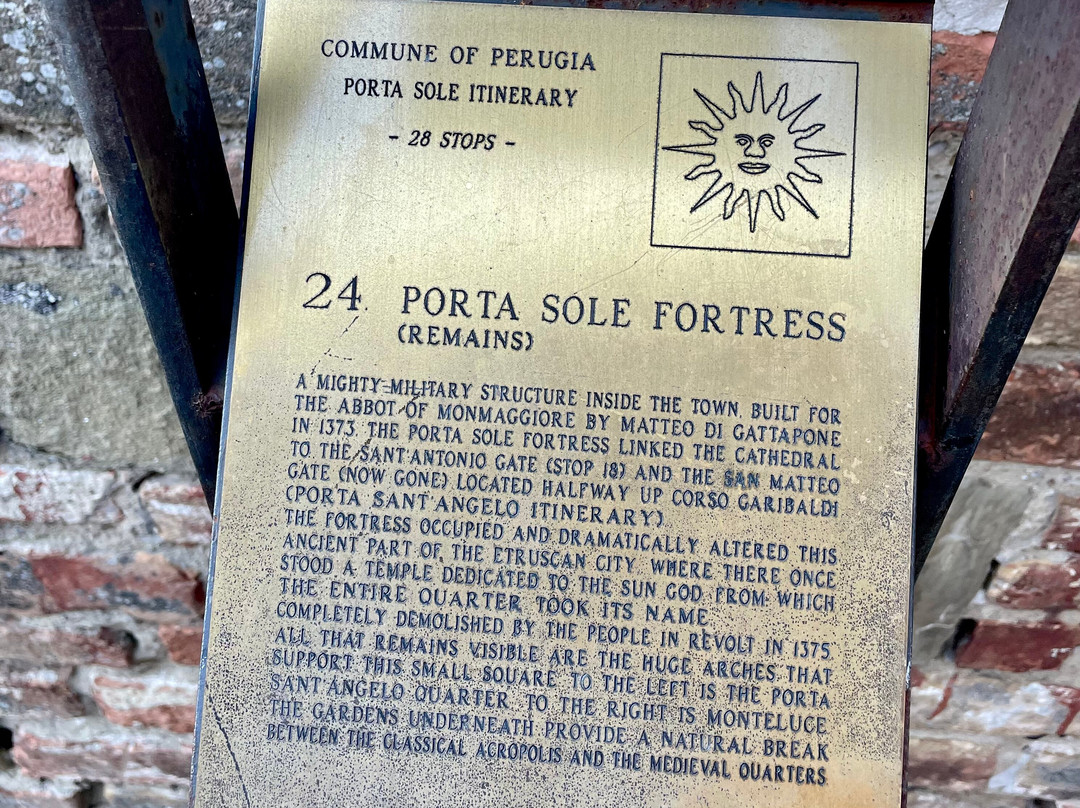 COMMUNE OF PERUGIA
PORTA SOLE ITINERARY
- 28 STOPS -
24. PORTA SOLE FORTRESS
(REMAINS)
A MIGHTY MILITARY STRUCTURE INSIDE THE TOWN, BUILT FOR
THE ABBOT OF MONMAGGIORE BY MATTEO DI GATTAPONE
IN 1373. THE PORTA SOLE FORTRESS LINKED THE CATHEDRAL
TO THE SANT'ANTONIO GATE (STOP 18) AND THE SAN MATTEO
GATE (NOW GONE) LOCATED HALFWAY UP CORSO GARIBALDI
(PORTA SANT'ANGELO ITINERARY).
THE FORTRESS OCCUPIED AND DRAMATICALLY ALTERED THIS
ANCIENT PART OF THE ETRUSCAN CITY, WHERE THERE ONCE
STOOD A TEMPLE DEDICATED TO THE SUN GOD, FROM WHICH
THE ENTIRE QUARTER TOOK ITS NAME.
COMPLETELY DEMOLISHED BY THE PEOPLE IN REVOLT IN 1375,
ALL THAT REMAINS VISIBLE ARE THE HUGE ARCHES THAT
SUPPORT THIS SMALL SQUARE. TO THE LEFT IS THE PORTA
SANT'ANGELO QUARTER, TO THE RIGHT IS MONTELUCE.
THE GARDENS UNDERNEATH PROVIDE A NATURAL BREAK
BETWEEN THE CLASSICAL ACROPOLIS AND THE MEDIEVAL QUARTERS.